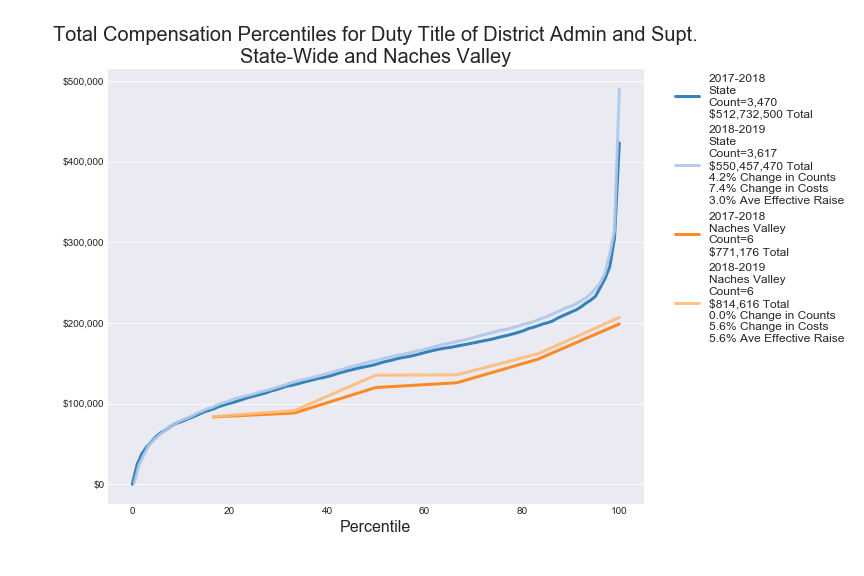 Total Compensation Percentiles for Duty Title of District Admin and Supt.
State-Wide and Naches Valley
$500,000
$400,000
$300,000
$200,000
$100,000
$0
0
20
40
60
80
100
Percentile
2017-2018
State
Count=3,470
$512,732,500 Total
2018-2019
State
Count=3,617
$550,457,470 Total
4.2% Change in Counts
7.4% Change in Costs
3.0% Ave Effective Raise
2017-2018
Naches Valley
Count=6
$771,176 Total
2018-2019
Naches Valley
Count=6
$814,616 Total
0.0% Change in Counts
5.6% Change in Costs
5.6% Ave Effective Raise